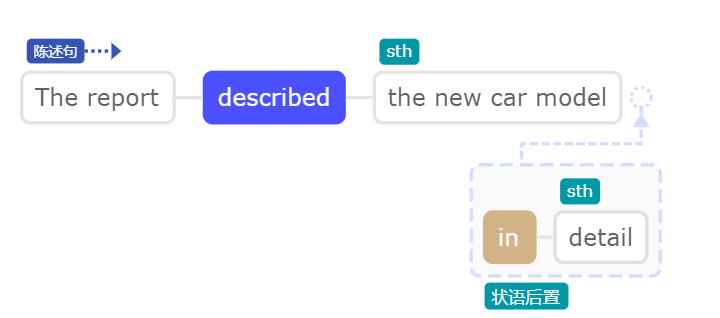 陈述句
sth
The report described the new car model
sth
in detail
状语后置